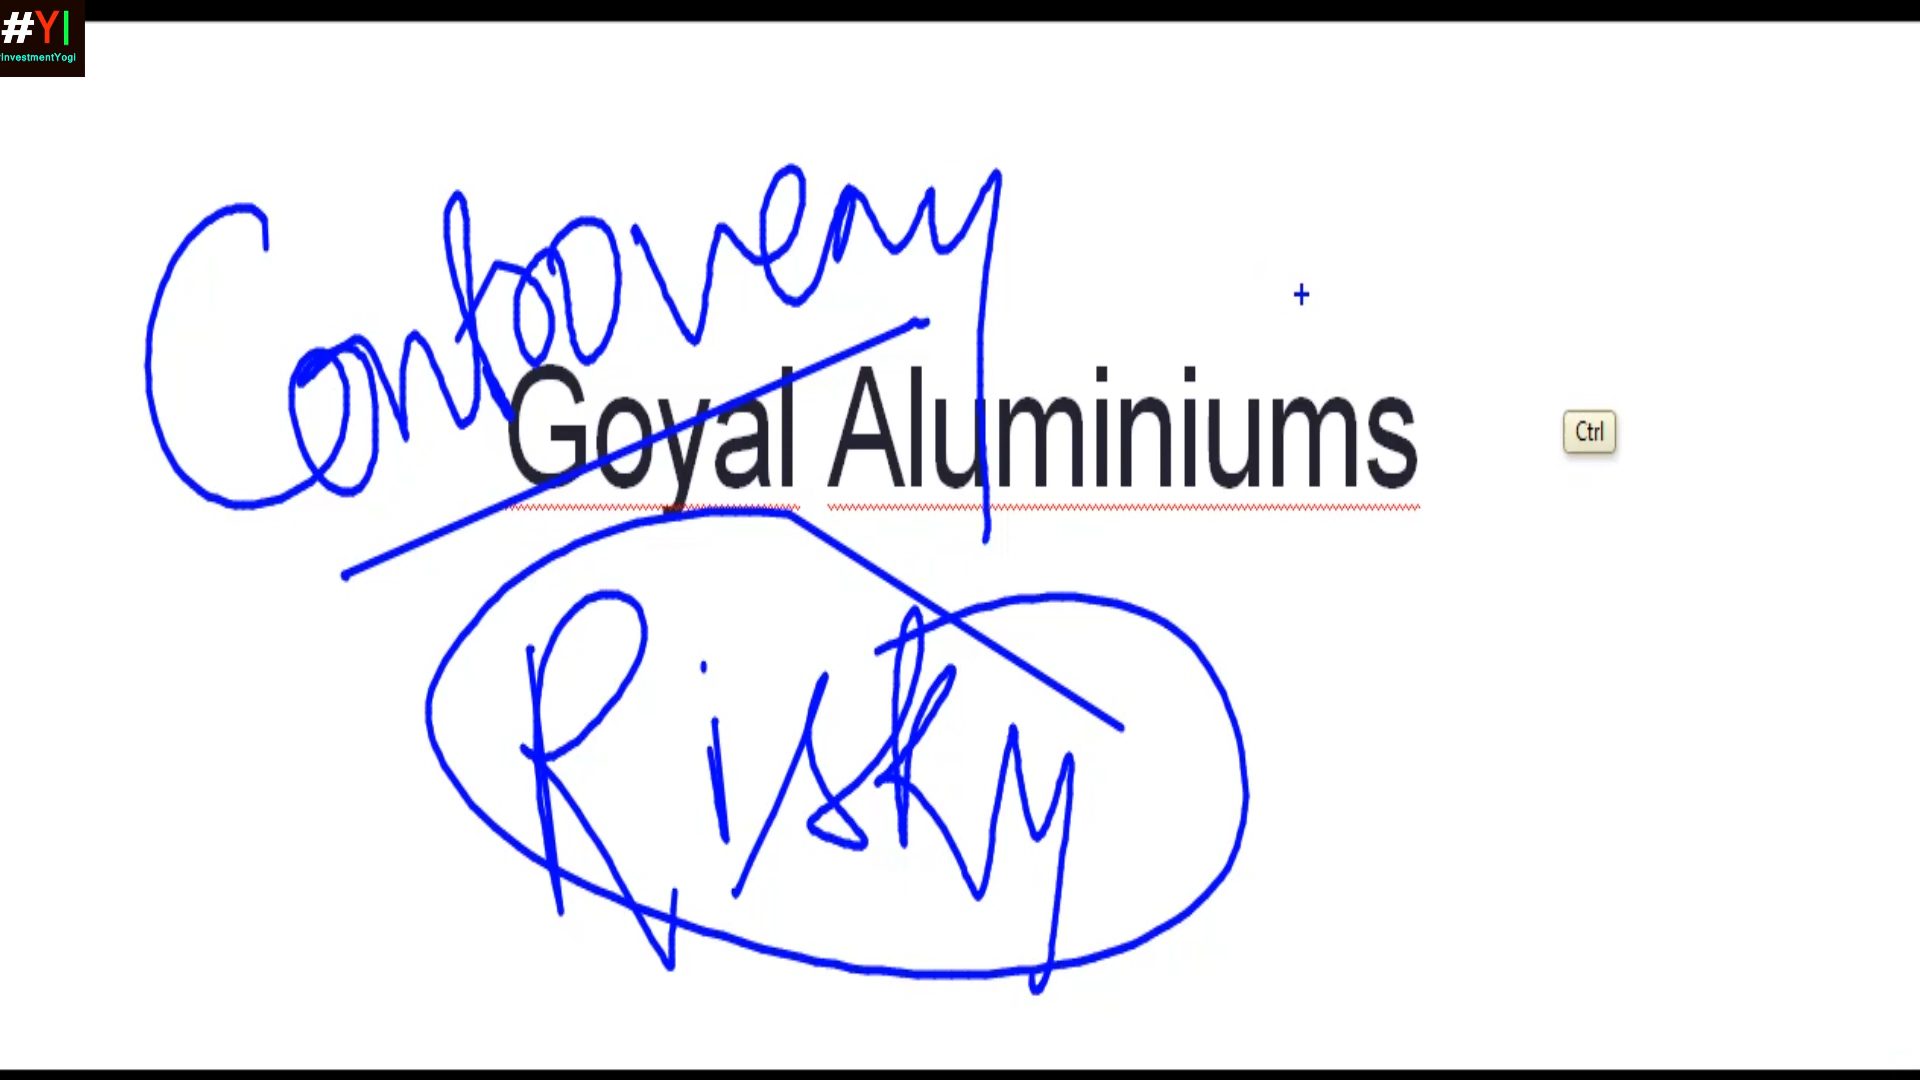 #YI
InvestmentYogi
Controversy
Goyal Aluminiums
Ctrl
Risky